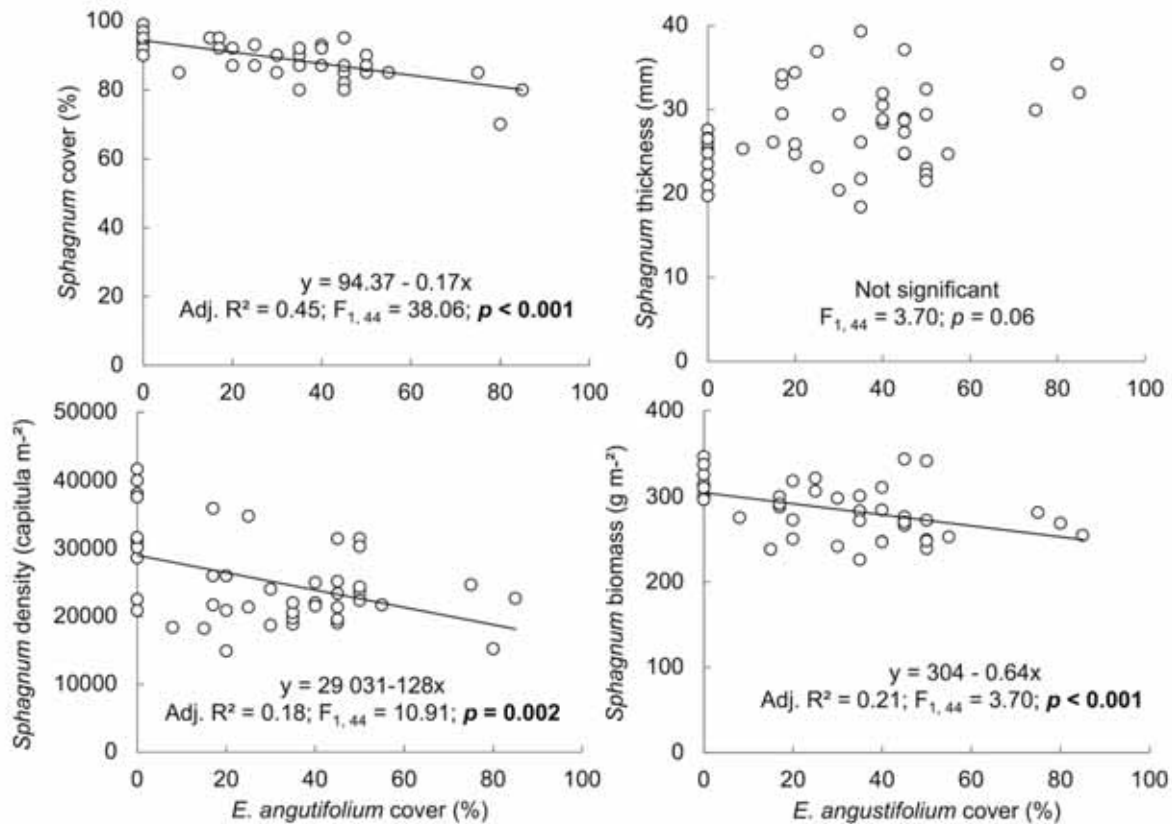 Sphagnum cover (%)
100
80
60
40
20
0
y = 94.37 - 0.17x
Adj. R² = 0.45; F1, 44 = 38.06; p < 0.001
0 20 40 60 80 100
Sphagnum thickness (mm)
40
30
20
10
0
Not significant
F1, 44 = 3.70; p = 0.06
0 20 40 60 80 100
Sphagnum density (capitula m-²)
50000
40000
30000
20000
10000
0
y = 29 031-128x
Adj. R² = 0.18; F1, 44 = 10.91; p = 0.002
0 20 40 60 80 100
E. angutifolium cover (%)
Sphagnum biomass (g m-²)
400
300
200
100
0
y = 304 - 0.64x
Adj. R² = 0.21; F1, 44 = 3.70; p < 0.001
0 20 40 60 80 100
E. angustifolium cover (%)